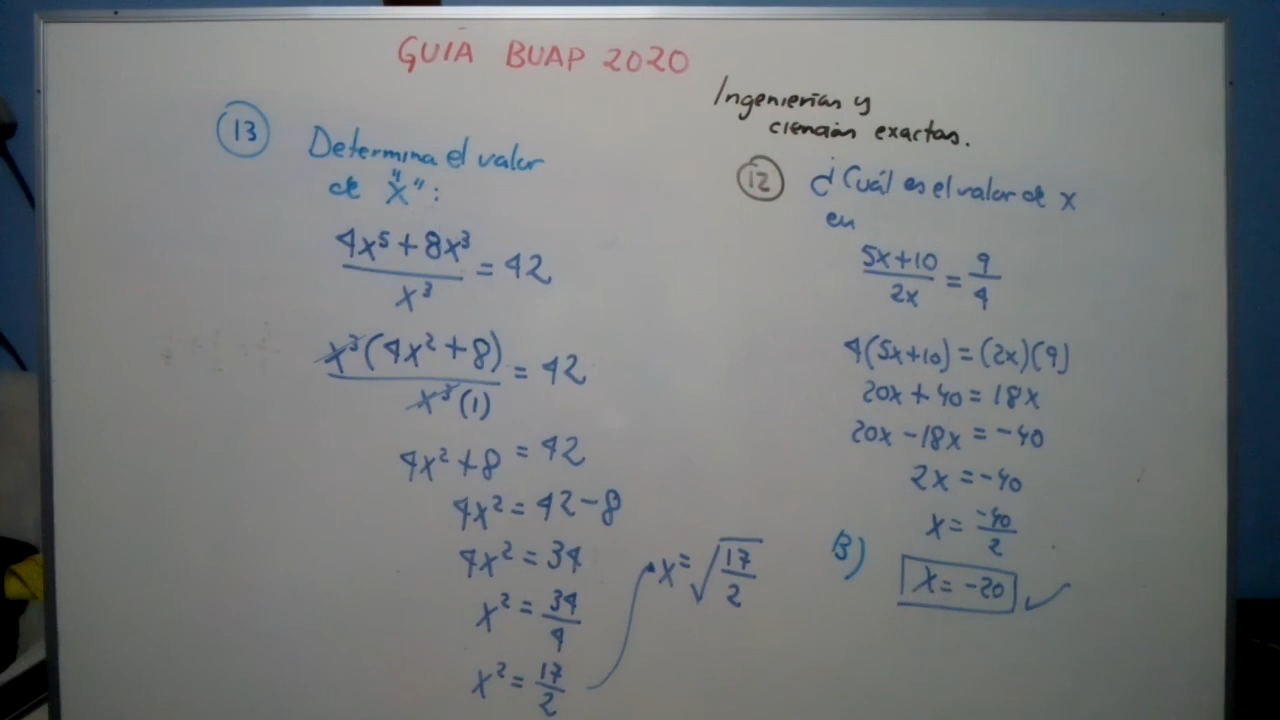 GUIA BUAP 2020
Ingenierías y
ciencias exactas.
13 Determina el valor
de "X":
4x⁵ + 8x³ / x³ = 42
x³(4x² + 8) / x³(1) = 42
4x² + 8 = 42
4x² = 42 - 8
4x² = 34
x² = 34/4
x² = 17/2
x = √(17/2)
12 ¿Cuál es el valor de x
en
5x+10 / 2x = 9/4
4(5x+10) = (2x)(9)
20x + 40 = 18x
20x - 18x = -40
2x = -40
x = -40/2
B) x = -20 ✓